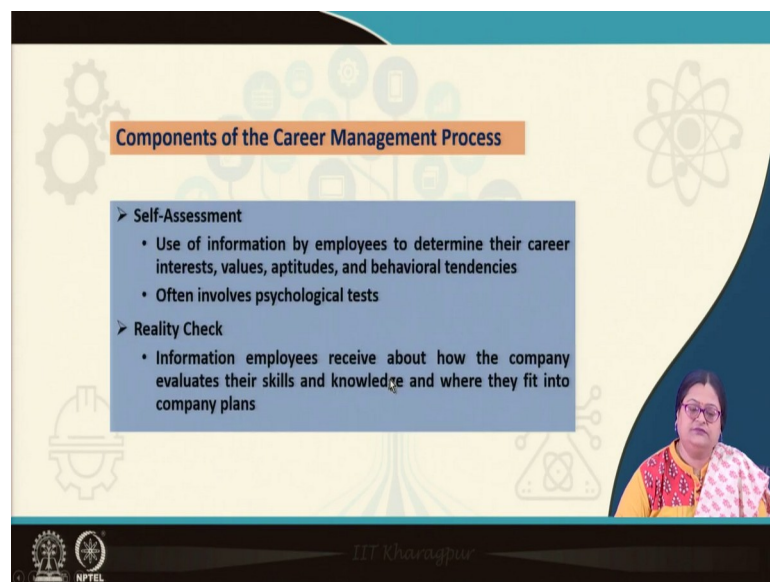 Components of the Career Management Process
➤ Self-Assessment
• Use of information by employees to determine their career
interests, values, aptitudes, and behavioral tendencies
• Often involves psychological tests
➤ Reality Check
• Information employees receive about how the company
evaluates their skills and knowledge and where they fit into
company plans
IIT Kharagpur
NPTEL